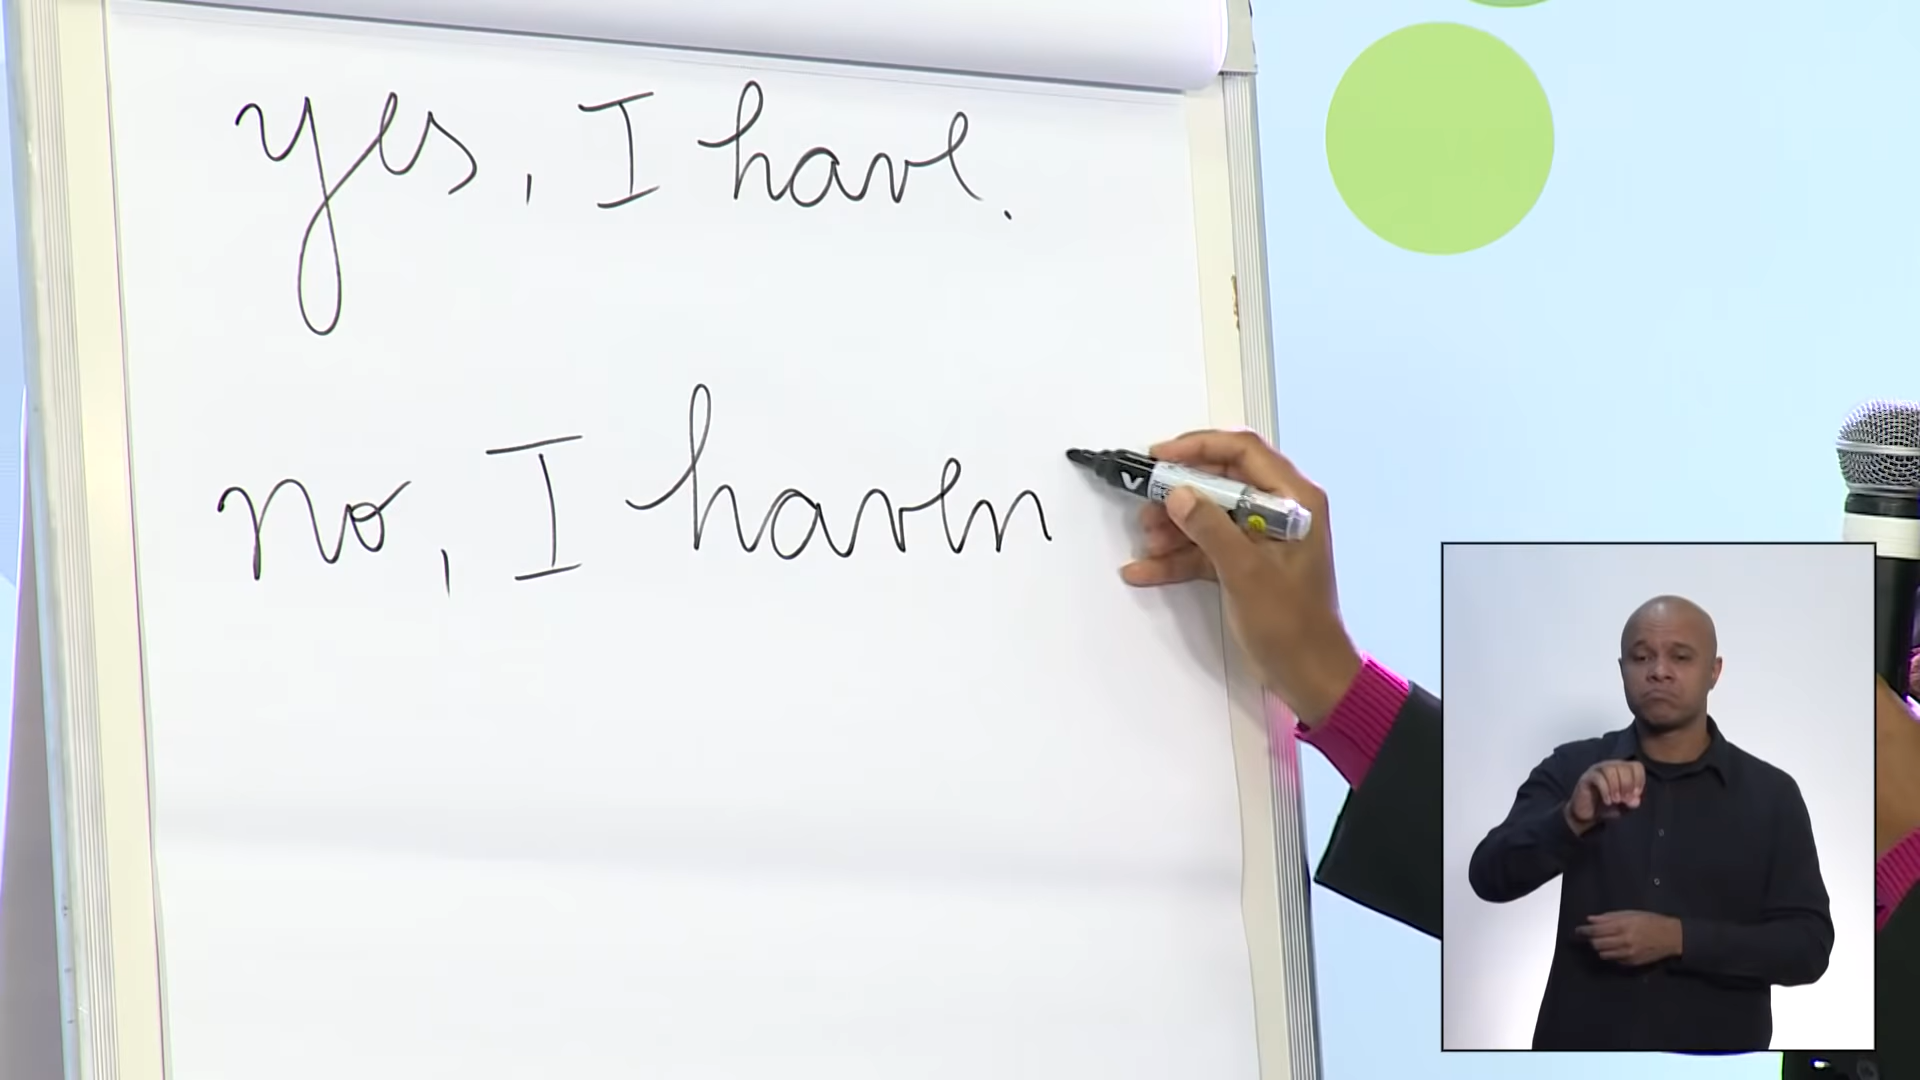 yes, I have.
no, I haven